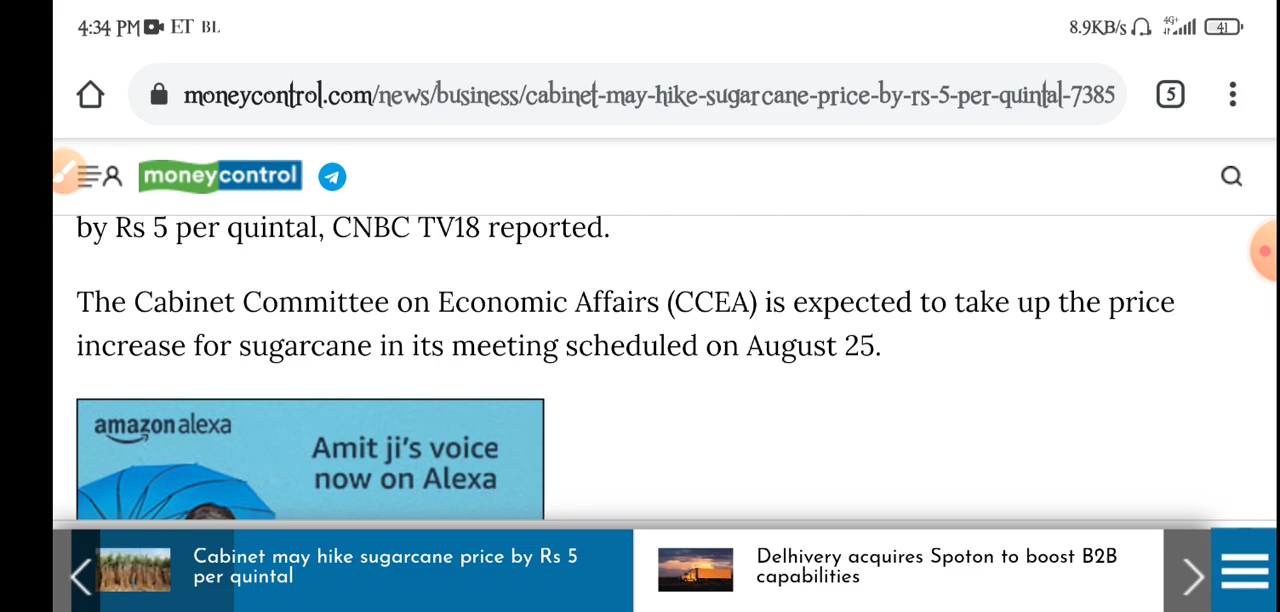 4:34 PM ET BL 8.9KB/s 4G+ 41
moneycontrol.com/news/business/cabinet-may-hike-sugarcane-price-by-rs-5-per-quintal-7385 5
moneycontrol
by Rs 5 per quintal, CNBC TV18 reported.
The Cabinet Committee on Economic Affairs (CCEA) is expected to take up the price
increase for sugarcane in its meeting scheduled on August 25.
amazon alexa
Amit ji's voice
now on Alexa
Cabinet may hike sugarcane price by Rs 5
per quintal
Delhivery acquires Spoton to boost B2B
capabilities